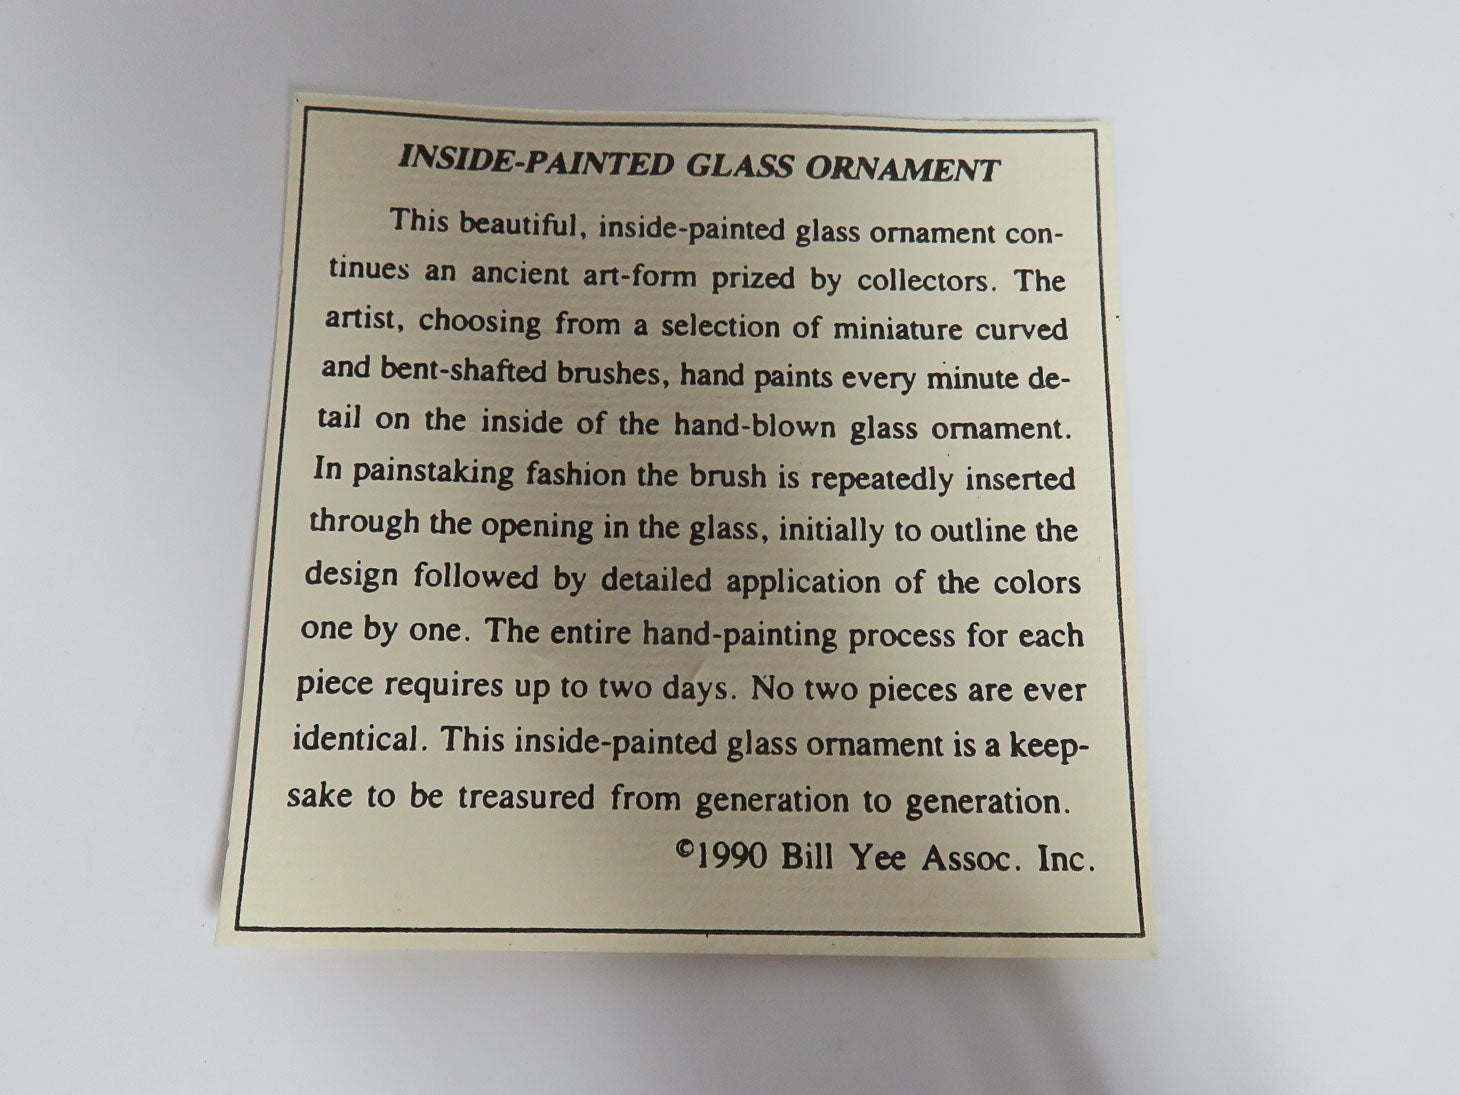 INSIDE-PAINTED GLASS ORNAMENT
This beautiful, inside-painted glass ornament con-
tinues an ancient art-form prized by collectors. The
artist, choosing from a selection of miniature curved
and bent-shafted brushes, hand paints every minute de-
tail on the inside of the hand-blown glass ornament.
In painstaking fashion the brush is repeatedly inserted
through the opening in the glass, initially to outline the
design followed by detailed application of the colors
one by one. The entire hand-painting process for each
piece requires up to two days. No two pieces are ever
identical. This inside-painted glass ornament is a keep-
sake to be treasured from generation to generation.
©1990 Bill Yee Assoc. Inc.